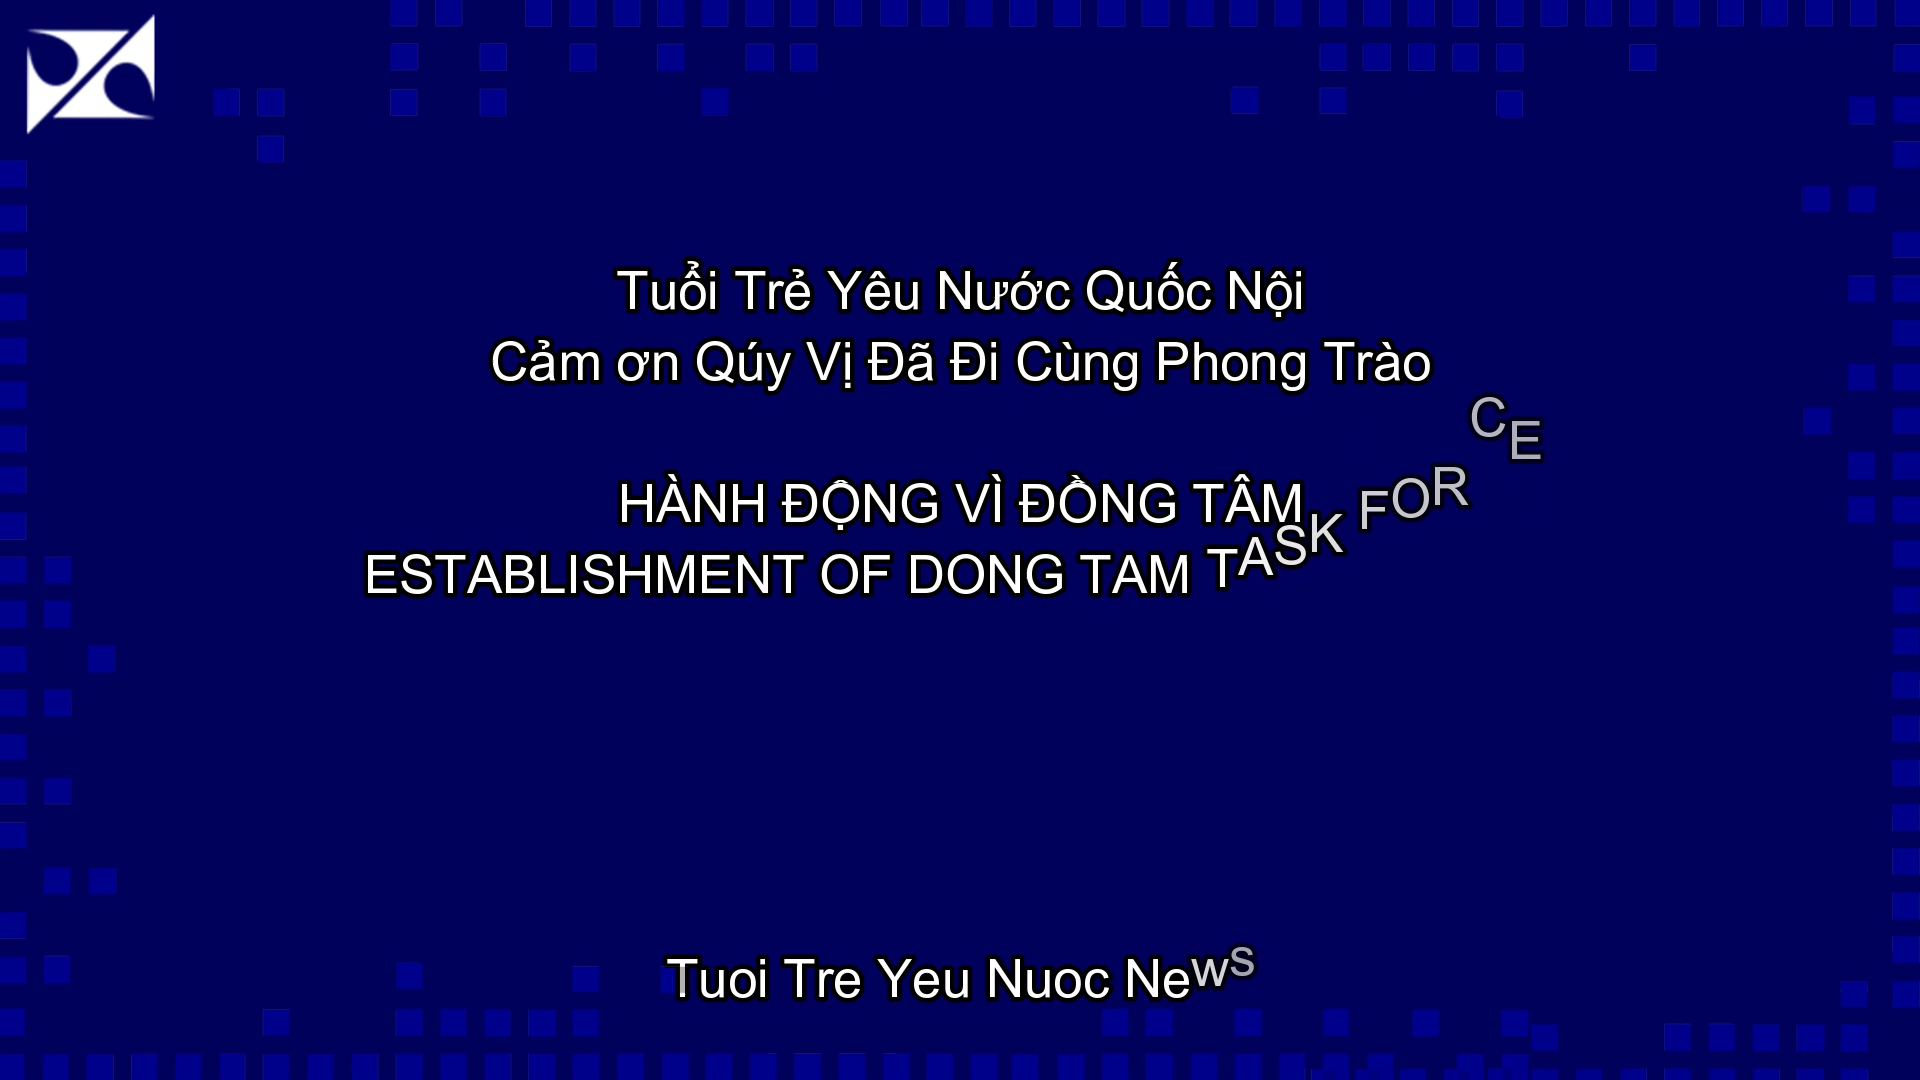 Tuổi Trẻ Yêu Nước Quốc Nội
Cảm ơn Qúy Vị Đã Đi Cùng Phong Trào
HÀNH ĐỘNG VÌ ĐỒNG TÂM
ESTABLISHMENT OF DONG TAM TASK FORCE
Tuoi Tre Yeu Nuoc News